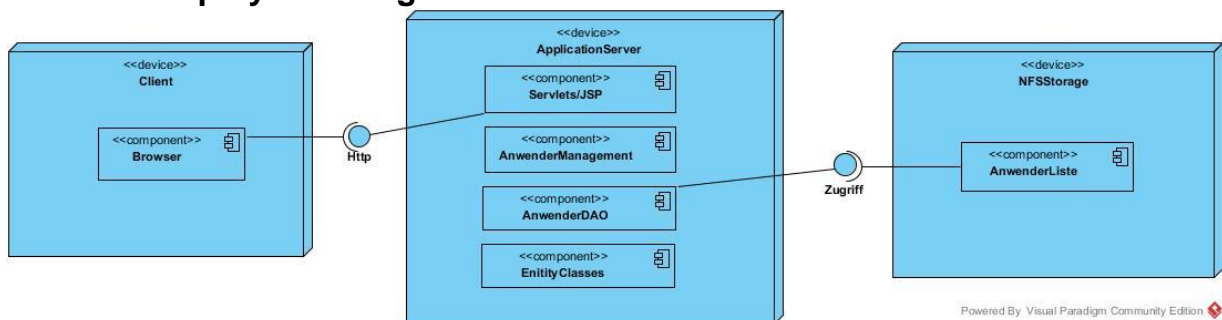 <<device>>
Client
<<component>>
Browser
Http
<<device>>
ApplicationServer
<<component>>
Servlets/JSP
<<component>>
AnwenderManagement
<<component>>
AnwenderDAO
<<component>>
EnitityClasses
Zugriff
<<device>>
NFSStorage
<<component>>
AnwenderListe
Powered By Visual Paradigm Community Edition